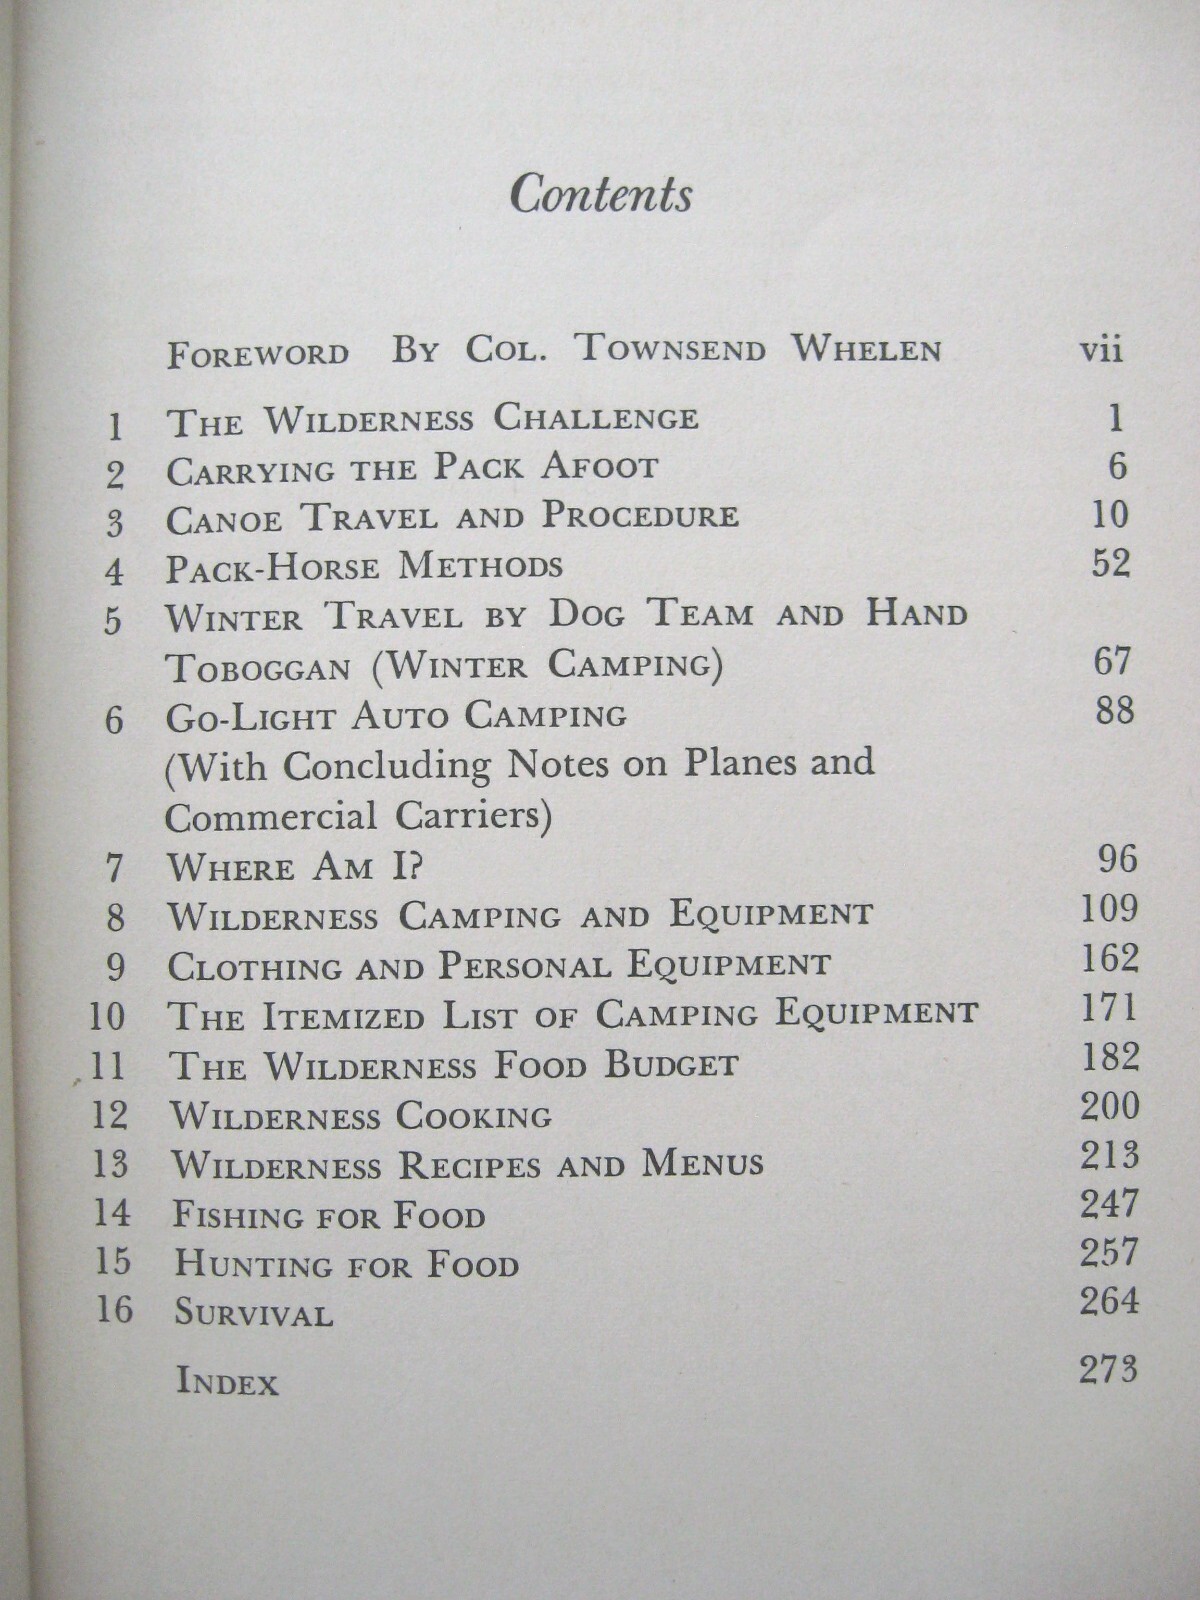 Contents
Foreword By Col. Townsend Whelen vii
1 The Wilderness Challenge 1
2 Carrying the Pack Afoot 6
3 Canoe Travel and Procedure 10
4 Pack-Horse Methods 52
5 Winter Travel by Dog Team and Hand
Toboggan (Winter Camping) 67
6 Go-Light Auto Camping 88
(With Concluding Notes on Planes and
Commercial Carriers)
7 Where Am I? 96
8 Wilderness Camping and Equipment 109
9 Clothing and Personal Equipment 162
10 The Itemized List of Camping Equipment 171
11 The Wilderness Food Budget 182
12 Wilderness Cooking 200
13 Wilderness Recipes and Menus 213
14 Fishing for Food 247
15 Hunting for Food 257
16 Survival 264
Index 273